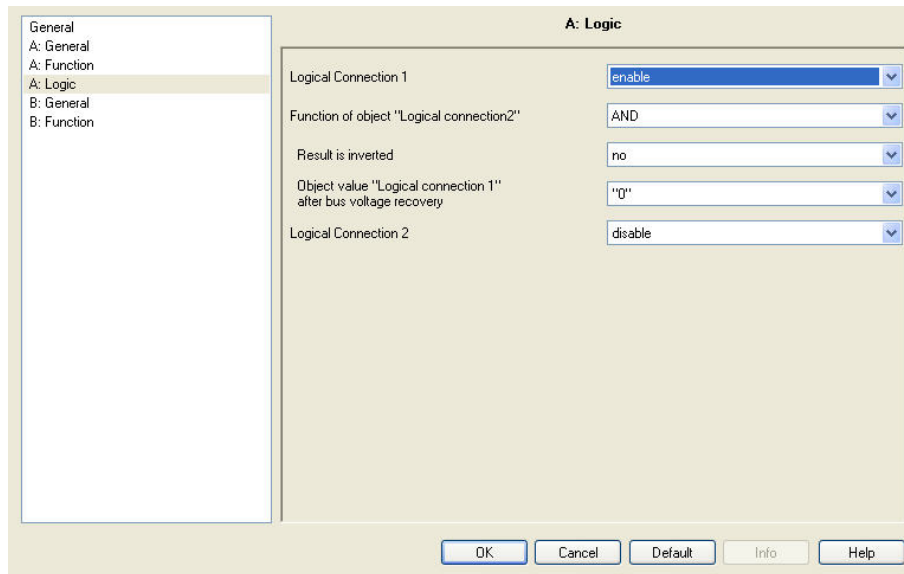 General
A: General
A: Function
A: Logic
B: General
B: Function
A: Logic
Logical Connection 1
enable
Function of object "Logical connection2"
AND
Result is inverted
no
Object value "Logical connection 1"
after bus voltage recovery
"0"
Logical Connection 2
disable
OK
Cancel
Default
Info
Help